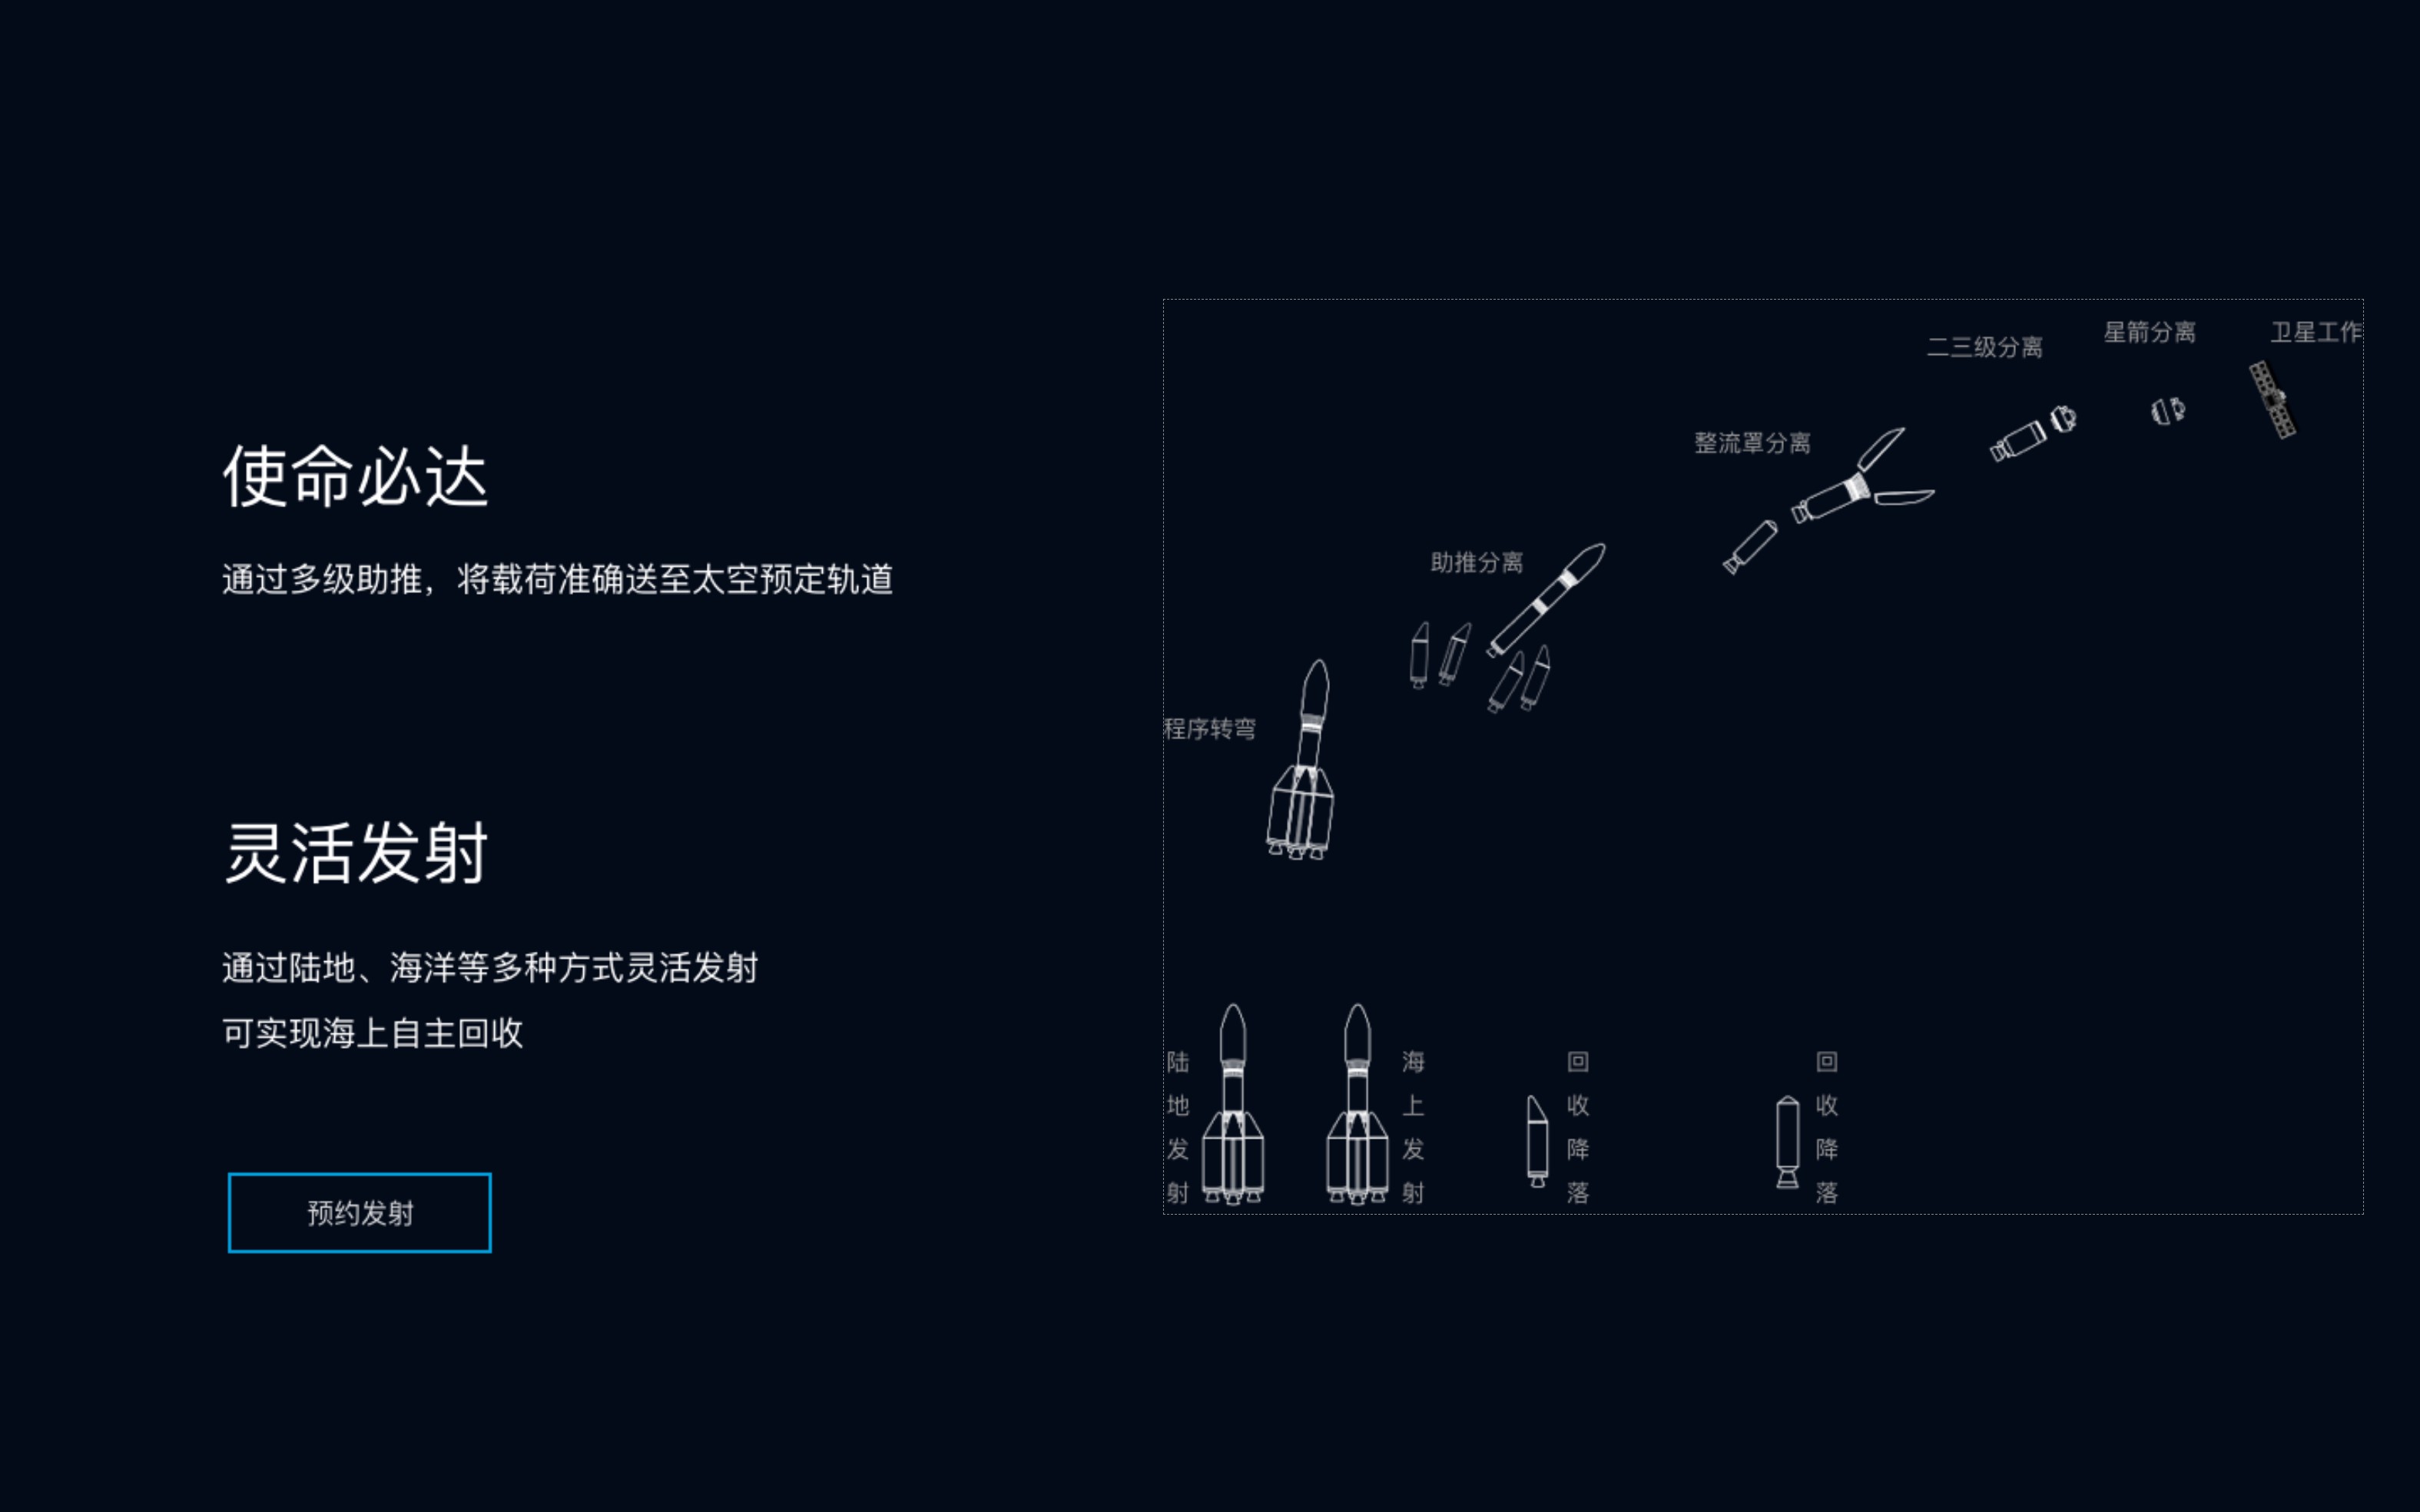 使命必达
通过多级助推，将载荷准确送至太空预定轨道
灵活发射
通过陆地、海洋等多种方式灵活发射
可实现海上自主回收
预约发射
卫星工作
星箭分离
二三级分离
整流罩分离
助推分离
程序转弯
陆地发射
海上发射
回收降落
回收降落